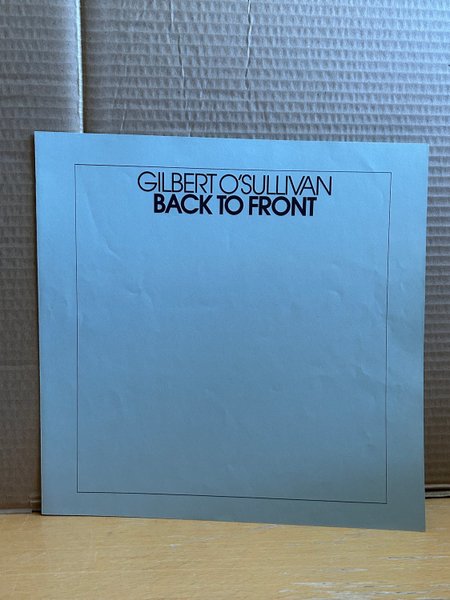 GILBERT O'SULLIVAN
BACK TO FRONT